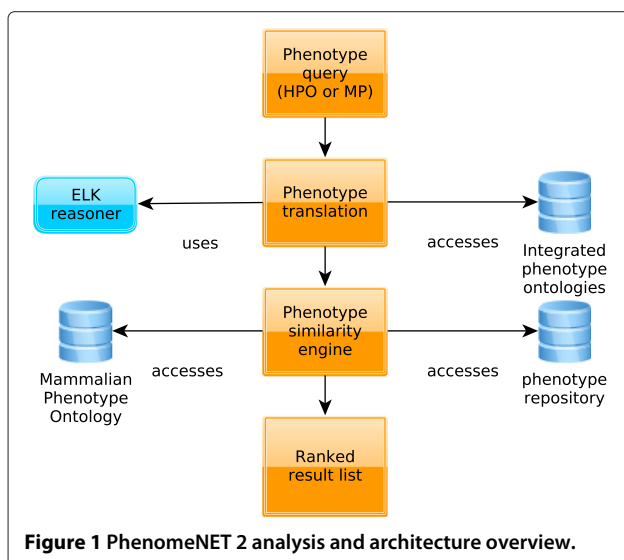 Phenotype
query
(HPO or MP)
ELK
reasoner
Phenotype
translation
uses
accesses
Integrated
phenotype
ontologies
Phenotype
similarity
engine
accesses
accesses
Mammalian
Phenotype
Ontology
phenotype
repository
Ranked
result list
Figure 1 PhenomeNET 2 analysis and architecture overview.